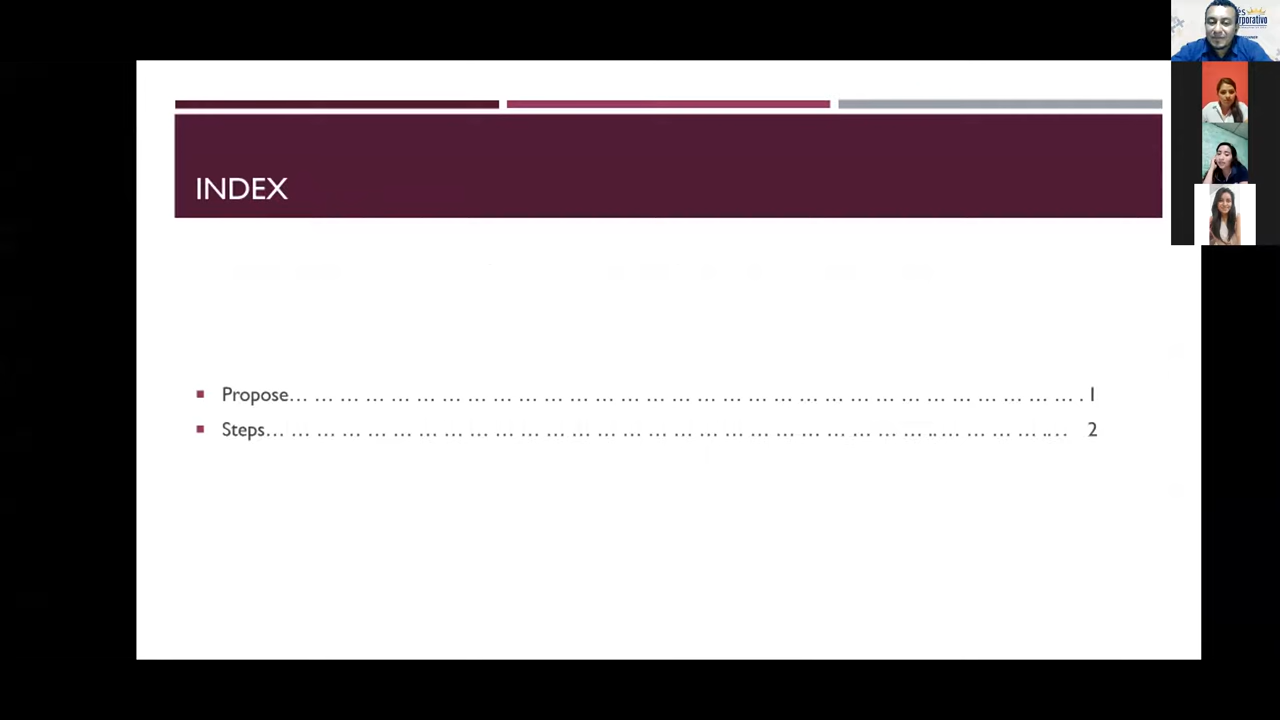 INDEX
Propose… … … … … … … … … … … … … … … … … … … … … … … … … … … … … … . 1
Steps… … … … … … … … … … … … … … … … … … … … … … … … … .. … … … … .. … 2